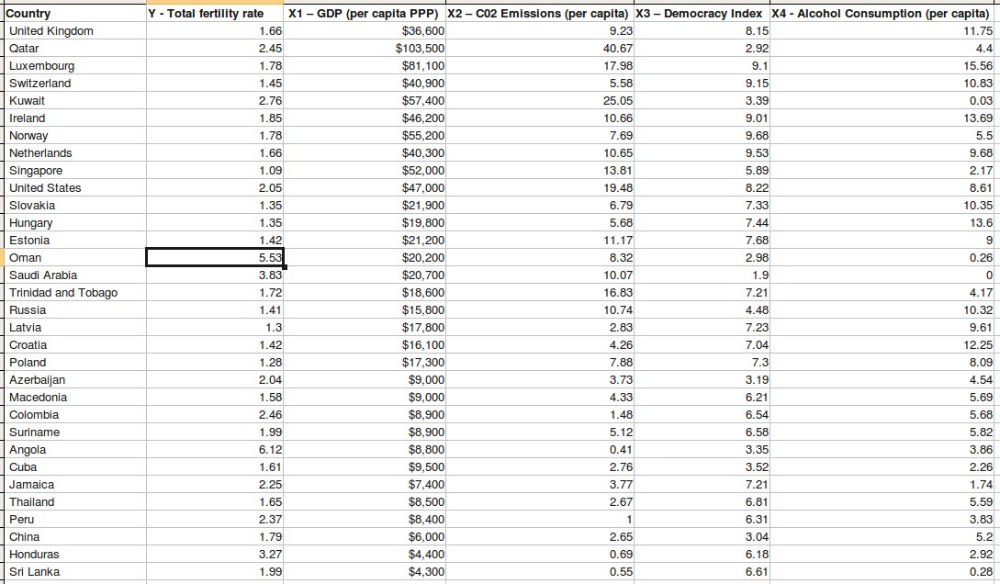 Country Y - Total fertility rate X1 – GDP (per capita PPP) X2 – C02 Emissions (per capita) X3 – Democracy Index X4 - Alcohol Consumption (per capita)
United Kingdom 1.66 $36,600 9.23 8.15 11.75
Qatar 2.45 $103,500 40.67 2.92 4.4
Luxembourg 1.78 $81,100 17.98 9.1 15.56
Switzerland 1.45 $40,900 5.58 9.15 10.83
Kuwait 2.76 $57,400 25.05 3.39 0.03
Ireland 1.85 $46,200 10.66 9.01 13.69
Norway 1.78 $55,200 7.69 9.68 5.5
Netherlands 1.66 $40,300 10.65 9.53 9.68
Singapore 1.09 $52,000 13.81 5.89 2.17
United States 2.05 $47,000 19.48 8.22 8.61
Slovakia 1.35 $21,900 6.79 7.33 10.35
Hungary 1.35 $19,800 5.68 7.44 13.6
Estonia 1.42 $21,200 11.17 7.68 9
Oman 5.53 $20,200 8.32 2.98 0.26
Saudi Arabia 3.83 $20,700 10.07 1.9 0
Trinidad and Tobago 1.72 $18,600 16.83 7.21 4.17
Russia 1.41 $15,800 10.74 4.48 10.32
Latvia 1.3 $17,800 2.83 7.23 9.61
Croatia 1.42 $16,100 4.26 7.04 12.25
Poland 1.28 $17,300 7.88 7.3 8.09
Azerbaijan 2.04 $9,000 3.73 3.19 4.54
Macedonia 1.58 $9,000 4.33 6.21 5.69
Colombia 2.46 $8,900 1.48 6.54 5.68
Suriname 1.99 $8,900 5.12 6.58 5.82
Angola 6.12 $8,800 0.41 3.35 3.86
Cuba 1.61 $9,500 2.76 3.52 2.26
Jamaica 2.25 $7,400 3.77 7.21 1.74
Thailand 1.65 $8,500 2.67 6.81 5.59
Peru 2.37 $8,400 1 6.31 3.83
China 1.79 $6,000 2.65 3.04 5.2
Honduras 3.27 $4,400 0.69 6.18 2.92
Sri Lanka 1.99 $4,300 0.55 6.61 0.28